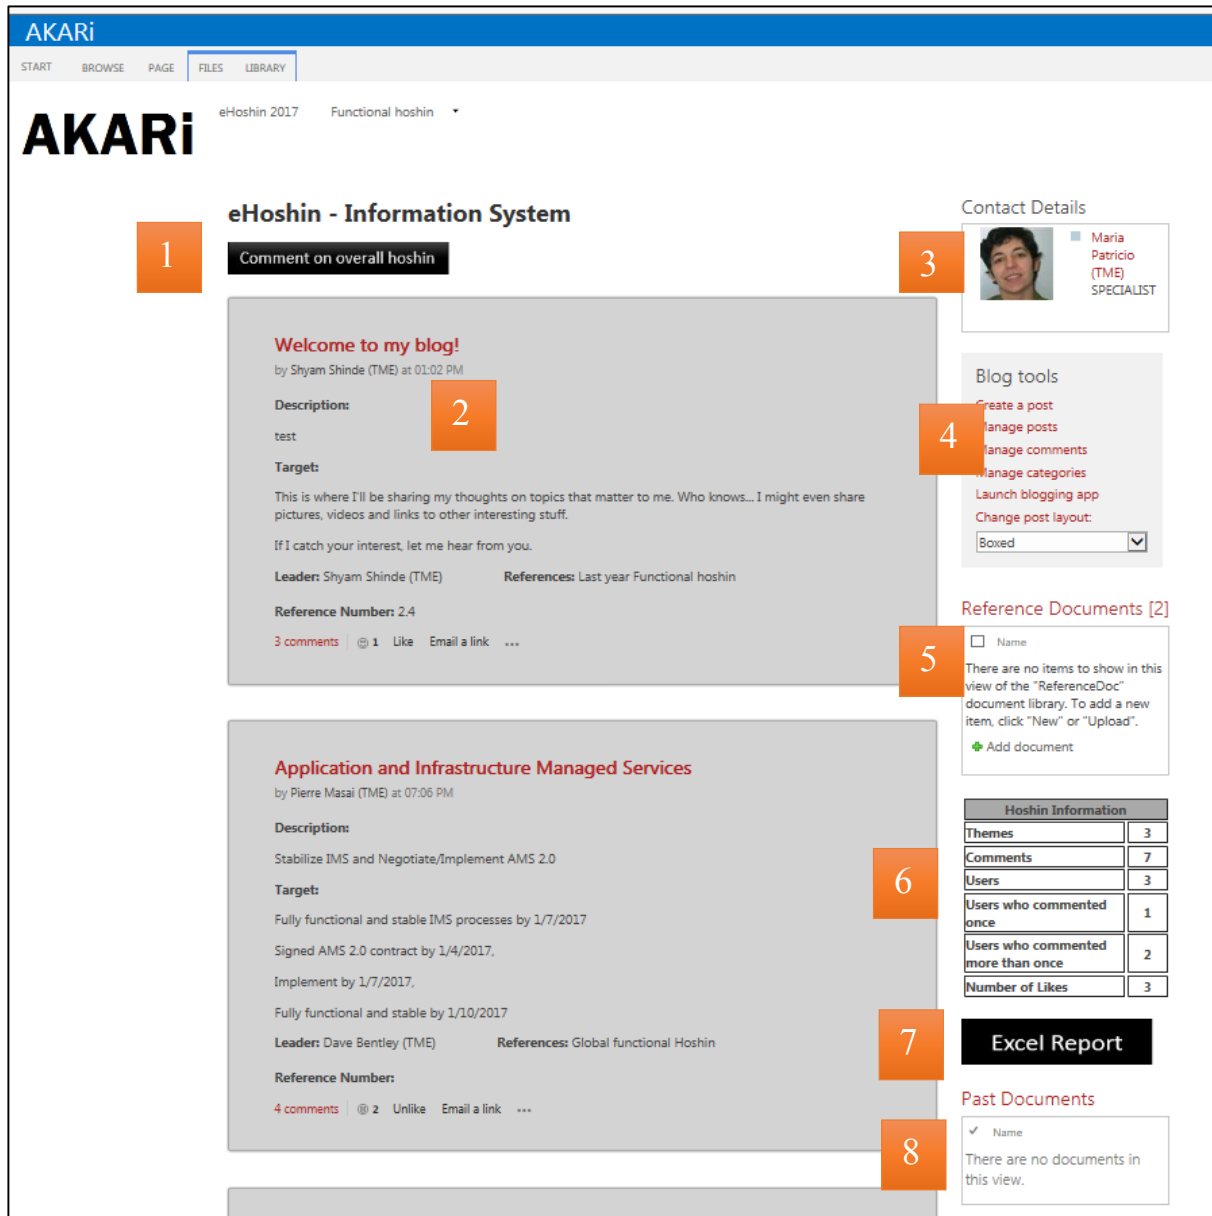 AKARi
START BROWSE PAGE FILES LIBRARY
AKARi
eHoshin 2017 Functional hoshin
eHoshin - Information System
1
Comment on overall hoshin
Welcome to my blog!
by Shyam Shinde (TME) at 01:02 PM
2
Description:
test
Target:
This is where I'll be sharing my thoughts on topics that matter to me. Who knows... I might even share
pictures, videos and links to other interesting stuff.
If I catch your interest, let me hear from you.
Leader: Shyam Shinde (TME) References: Last year Functional hoshin
Reference Number: 2.4
3 comments 1 Like Email a link ...
Application and Infrastructure Managed Services
by Pierre Masai (TME) at 07:06 PM
Description:
Stabilize IMS and Negotiate/Implement AMS 2.0
Target:
Fully functional and stable IMS processes by 1/7/2017
Signed AMS 2.0 contract by 1/4/2017,
Implement by 1/7/2017,
Fully functional and stable by 1/10/2017
Leader: Dave Bentley (TME) References: Global functional Hoshin
Reference Number:
4 comments 2 Unlike Email a link ...
Contact Details
3
Maria
Patricio
(TME)
SPECIALIST
Blog tools
4
Create a post
Manage posts
Manage comments
Manage categories
Launch blogging app
Change post layout:
Boxed
Reference Documents [2]
5
Name
There are no items to show in this
view of the "ReferenceDoc"
document library. To add a new
item, click "New" or "Upload".
Add document
6
Hoshin Information
Themes 3
Comments 7
Users 3
Users who commented
once 1
Users who commented
more than once 2
Number of Likes 3
7
Excel Report
Past Documents
8
Name
There are no documents in
this view.